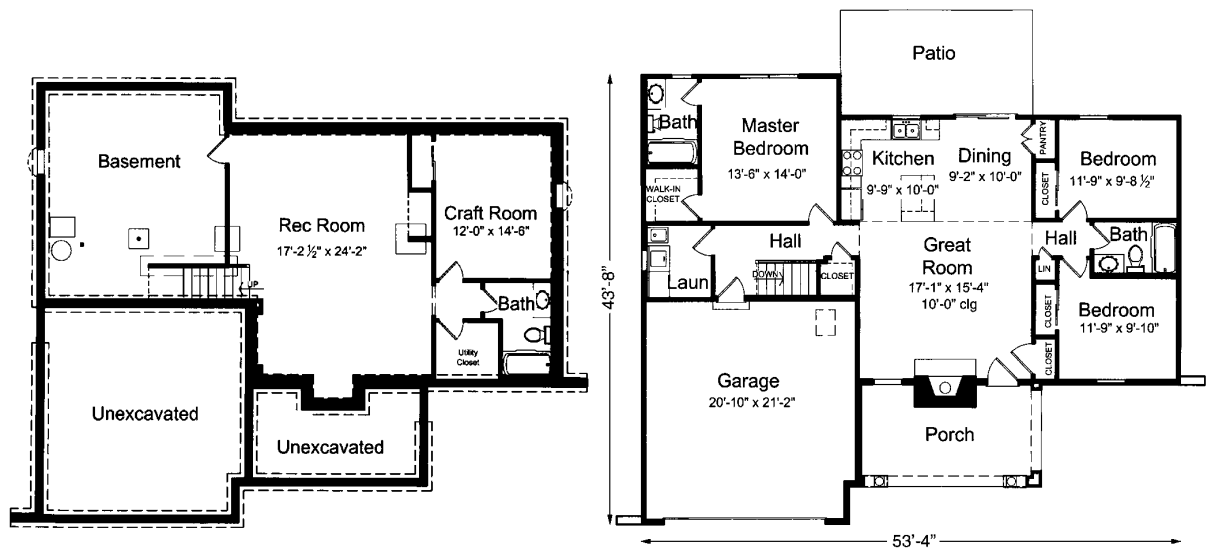 Basement
Rec Room
17'-2 ½" x 24'-2"
Craft Room
12'-0" x 14'-6"
UP
Bath
Utility
Closet
Unexcavated
Unexcavated
Patio
Bath
Master
Bedroom
13'-6" x 14'-0"
WALK-IN
CLOSET
Kitchen
9'-9" x 10'-0"
Dining
9'-2" x 10'-0"
PANTRY
CLOSET
Bedroom
11'-9" x 9'-8 ½"
Hall
Laun
DOWN
CLOSET
Great
Room
17'-1" x 15'-4"
10'-0" clg
Hall
Bath
LIN
CLOSET
Bedroom
11'-9" x 9'-10"
CLOSET
Garage
20'-10" x 21'-2"
Porch
43'-8"
53'-4"